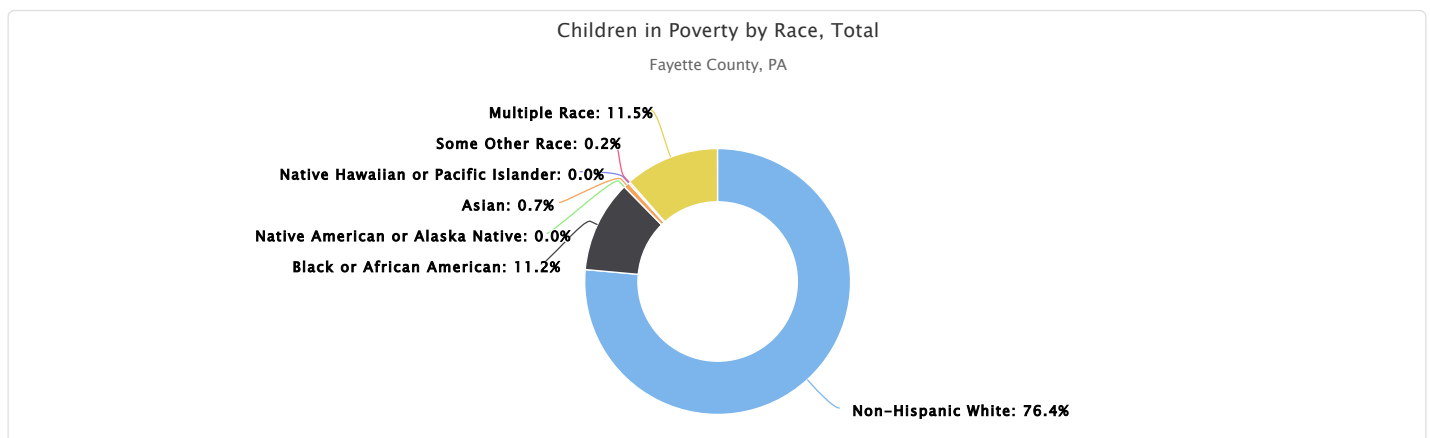 Children in Poverty by Race, Total
Fayette County, PA
Multiple Race: 11.5%
Some Other Race: 0.2%
Native Hawaiian or Pacific Islander: 0.0%
Asian: 0.7%
Native American or Alaska Native: 0.0%
Black or African American: 11.2%
Non-Hispanic White: 76.4%